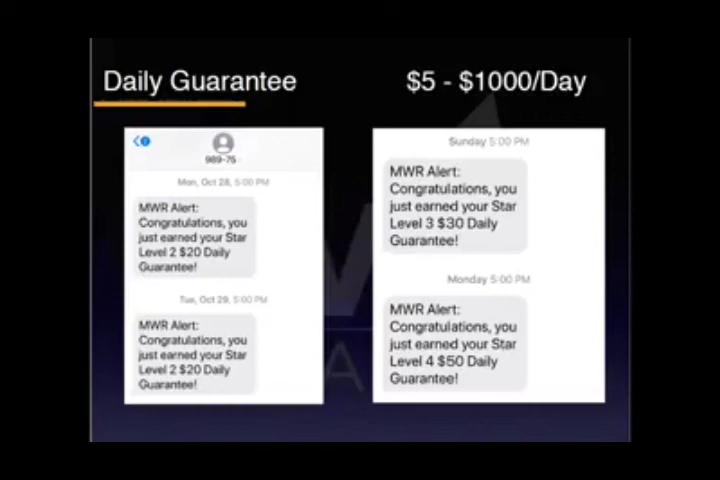 Daily Guarantee
$5 - $1000/Day
989-75
Mon, Oct 28, 5:00 PM
MWR Alert:
Congratulations, you
just earned your Star
Level 2 $20 Daily
Guarantee!
Tue, Oct 29, 5:00 PM
MWR Alert:
Congratulations, you
just earned your Star
Level 2 $20 Daily
Guarantee!
Sunday 5:00 PM
MWR Alert:
Congratulations, you
just earned your Star
Level 3 $30 Daily
Guarantee!
Monday 5:00 PM
MWR Alert:
Congratulations, you
just earned your Star
Level 4 $50 Daily
Guarantee!